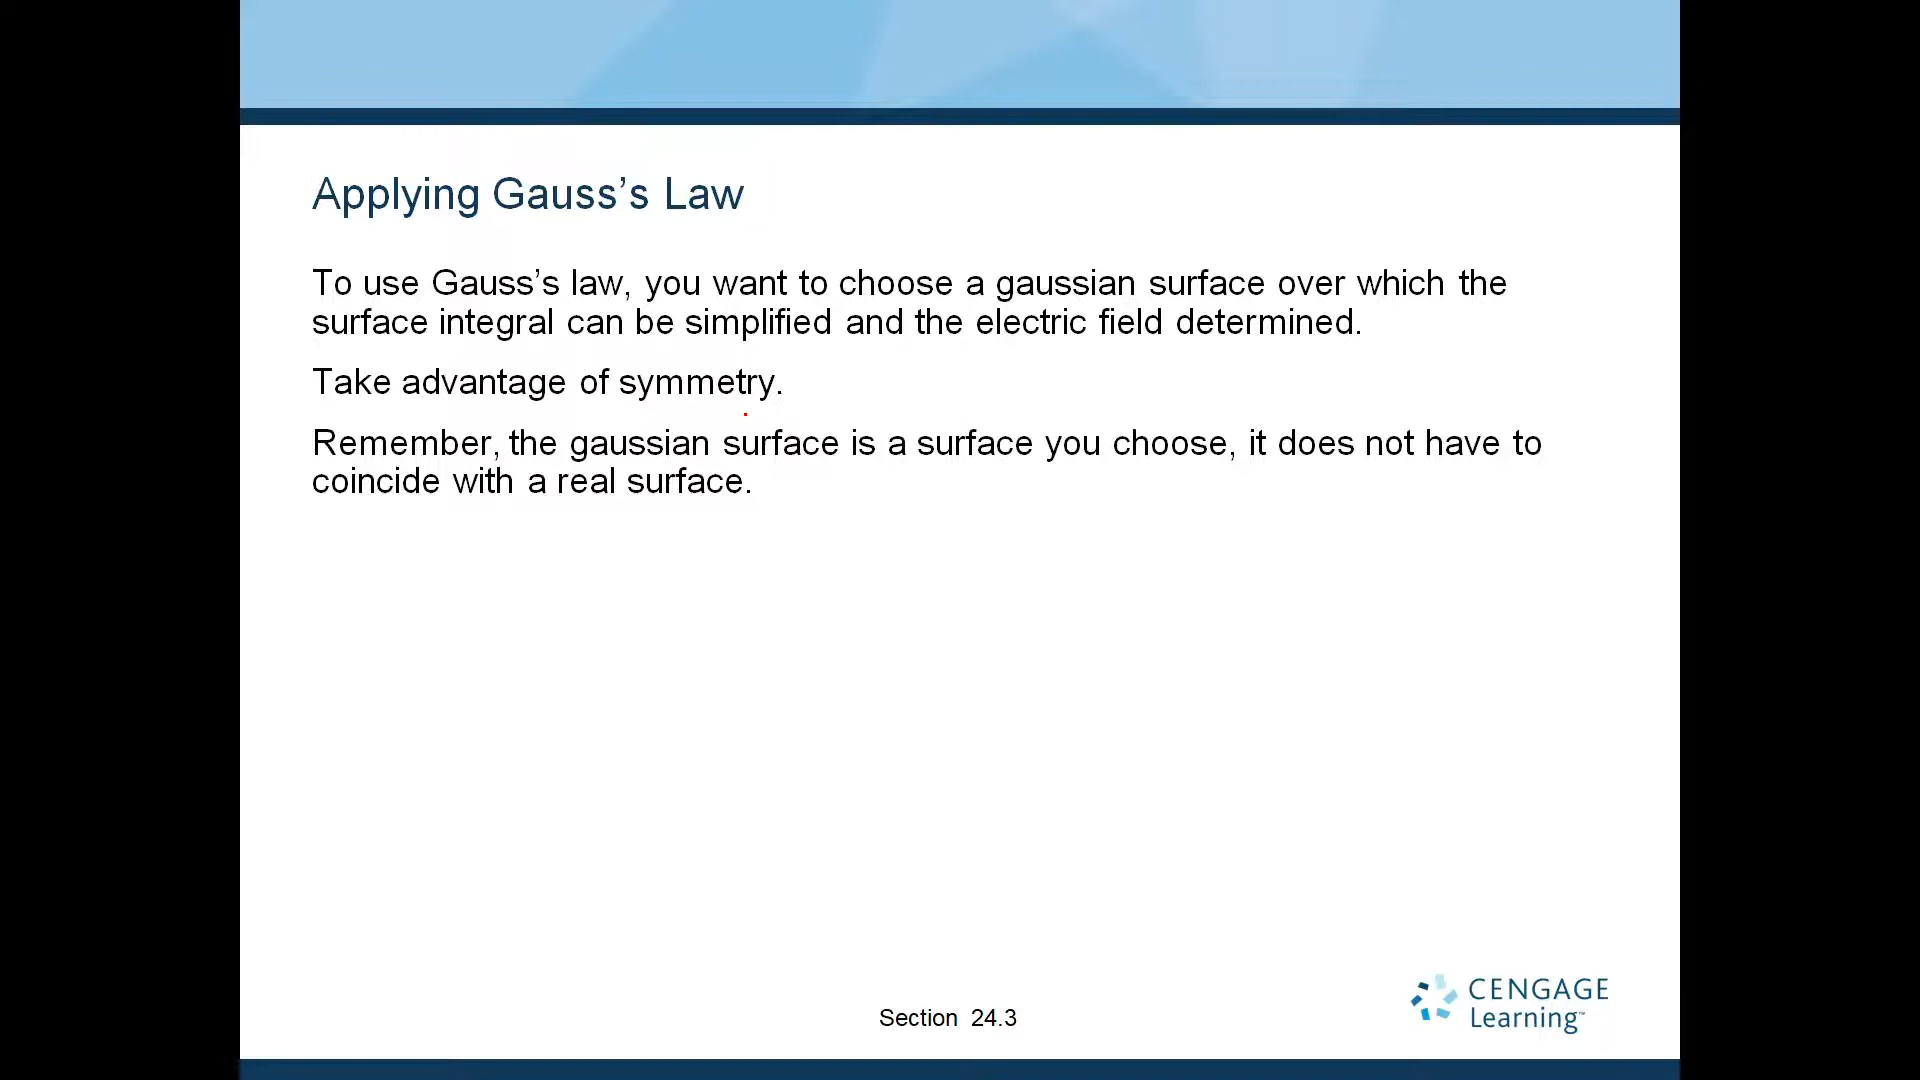 Applying Gauss’s Law
To use Gauss’s law, you want to choose a gaussian surface over which the
surface integral can be simplified and the electric field determined.
Take advantage of symmetry.
Remember, the gaussian surface is a surface you choose, it does not have to
coincide with a real surface.
Section 24.3
CENGAGE
Learning™